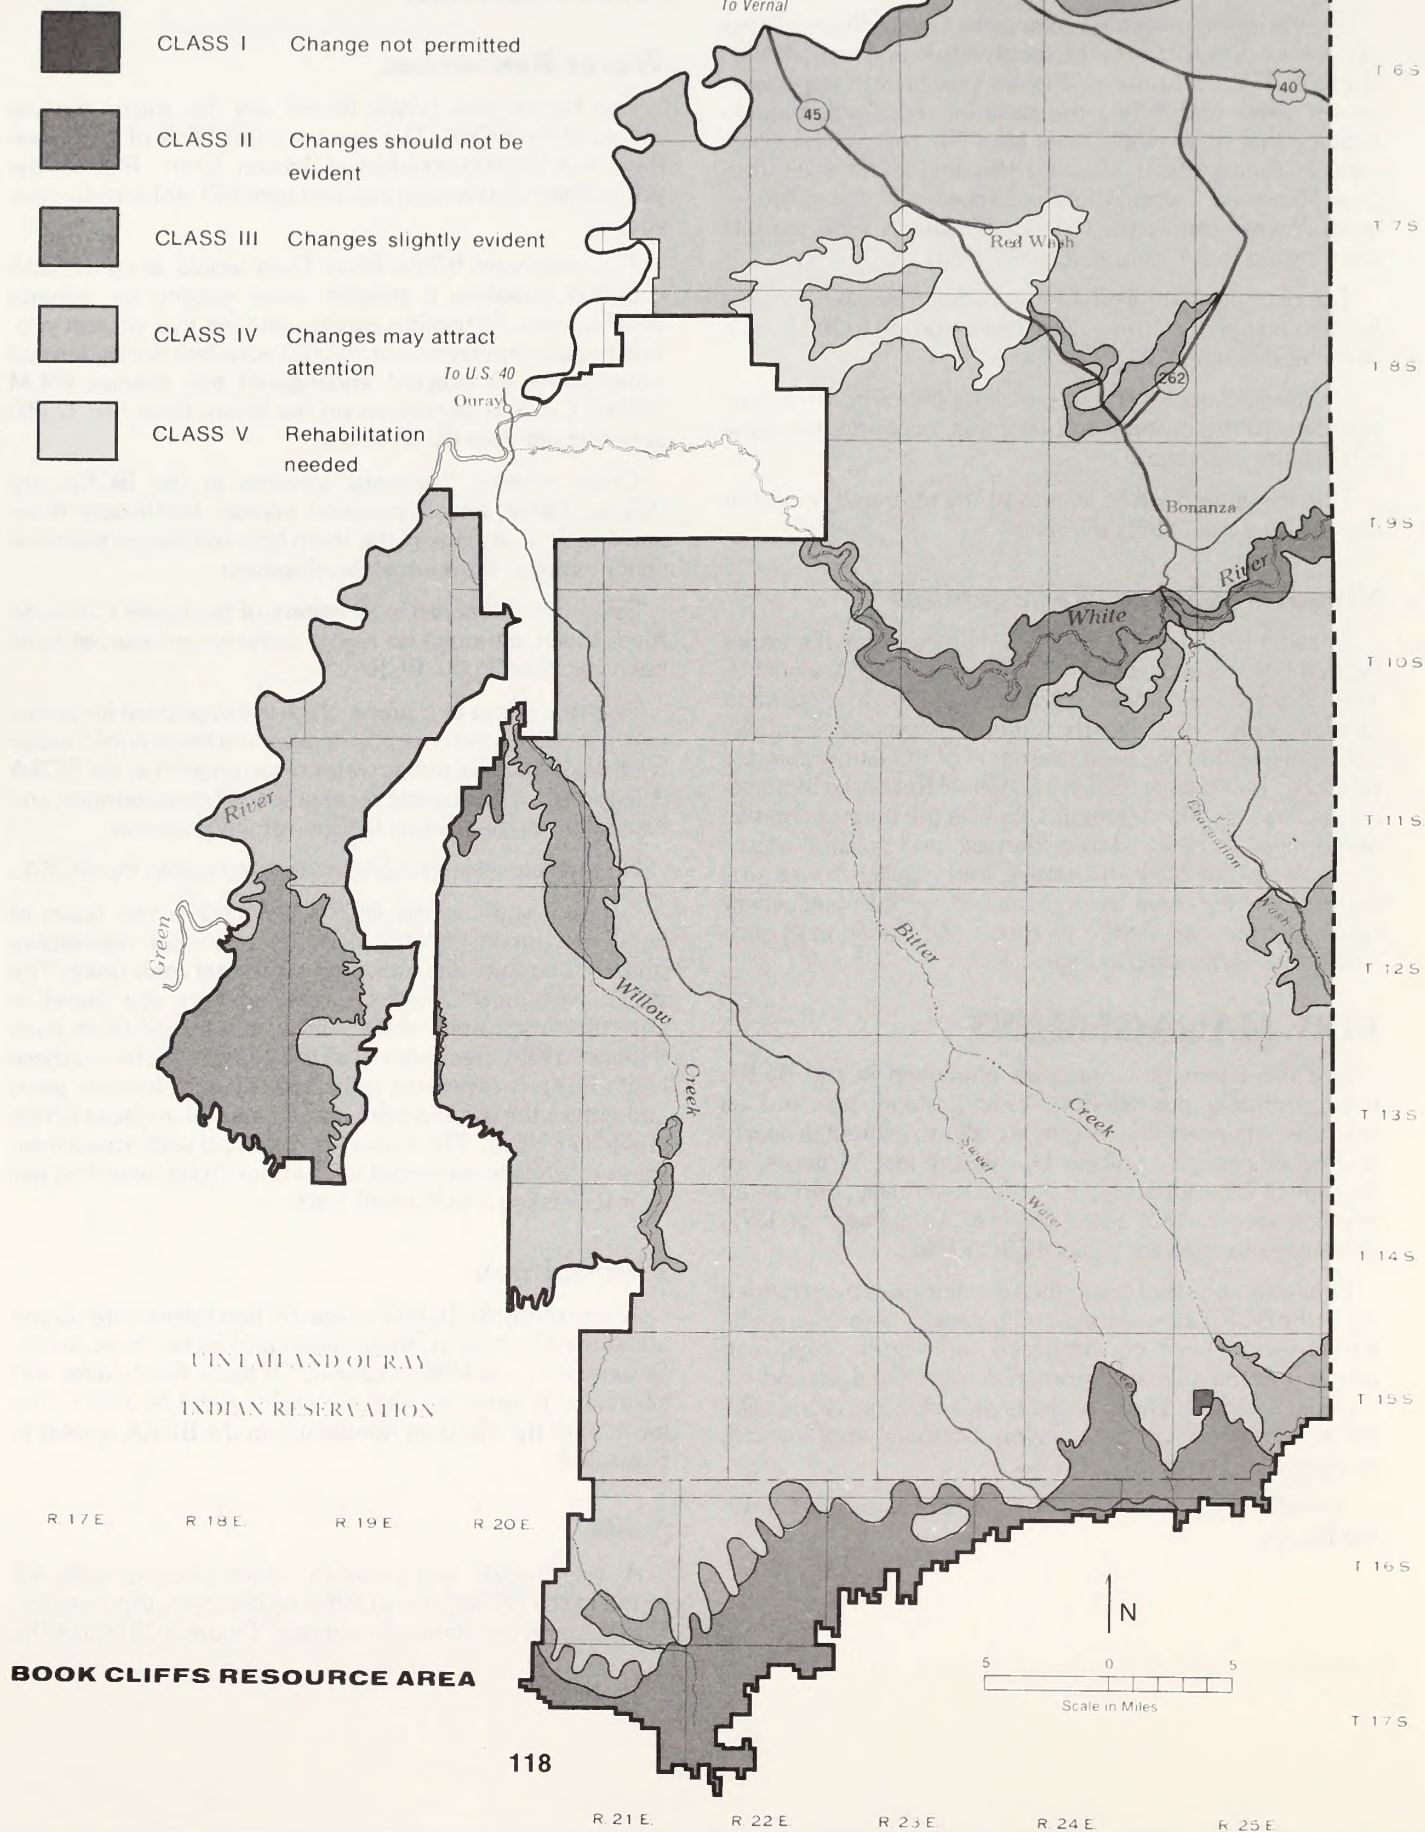 To Vernal
CLASS I Change not permitted
CLASS II Changes should not be
evident
CLASS III Changes slightly evident
CLASS IV Changes may attract
attention
CLASS V Rehabilitation
needed
T 6 S
40
45
T 7 S
Red Wash
T 8 S
262
To U.S. 40
Ouray
Bonanza
T. 9 S
River
White
T 10 S
River
Evacuation
Wash
T 11 S
Green
Bitter
T 12 S
Willow
Creek
Creek
T 13 S
Sweet
Water
T 14 S
UINTAH AND OURAY
INDIAN RESERVATION
T 15 S
R. 17 E.
R 18 E.
R 19 E.
R 20 E.
T 16 S
N
BOOK CLIFFS RESOURCE AREA
5 0 5
Scale in Miles
T 17 S
118
R. 21 E.
R. 22 E.
R. 23 E.
R. 24 E.
R. 25 E.